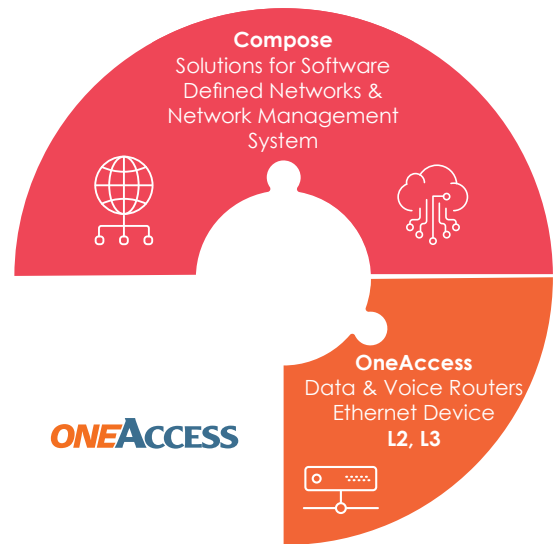 Compose
Solutions for Software
Defined Networks &
Network Management
System
OneAccess
Data & Voice Routers
Ethernet Device
L2, L3
ONEACCESS